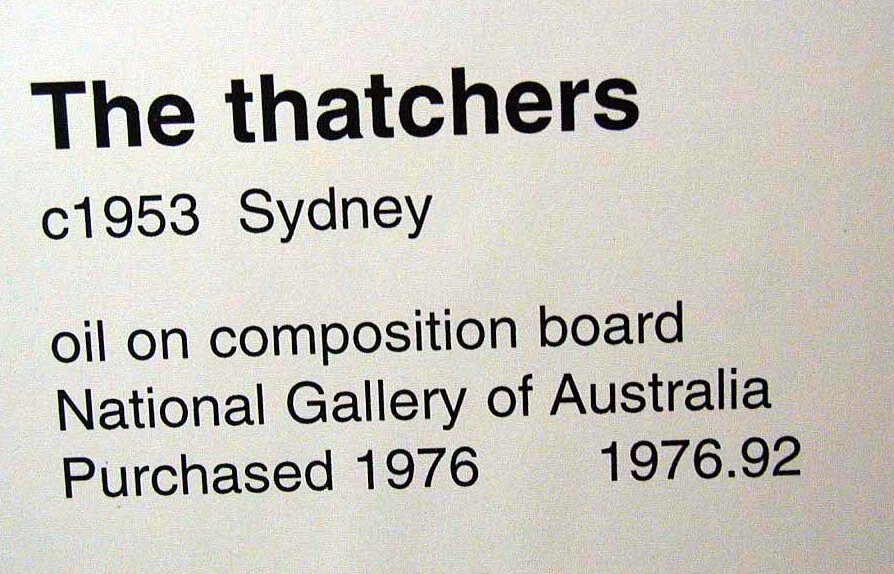 The thatchers
c1953 Sydney
oil on composition board
National Gallery of Australia
Purchased 1976 1976.92